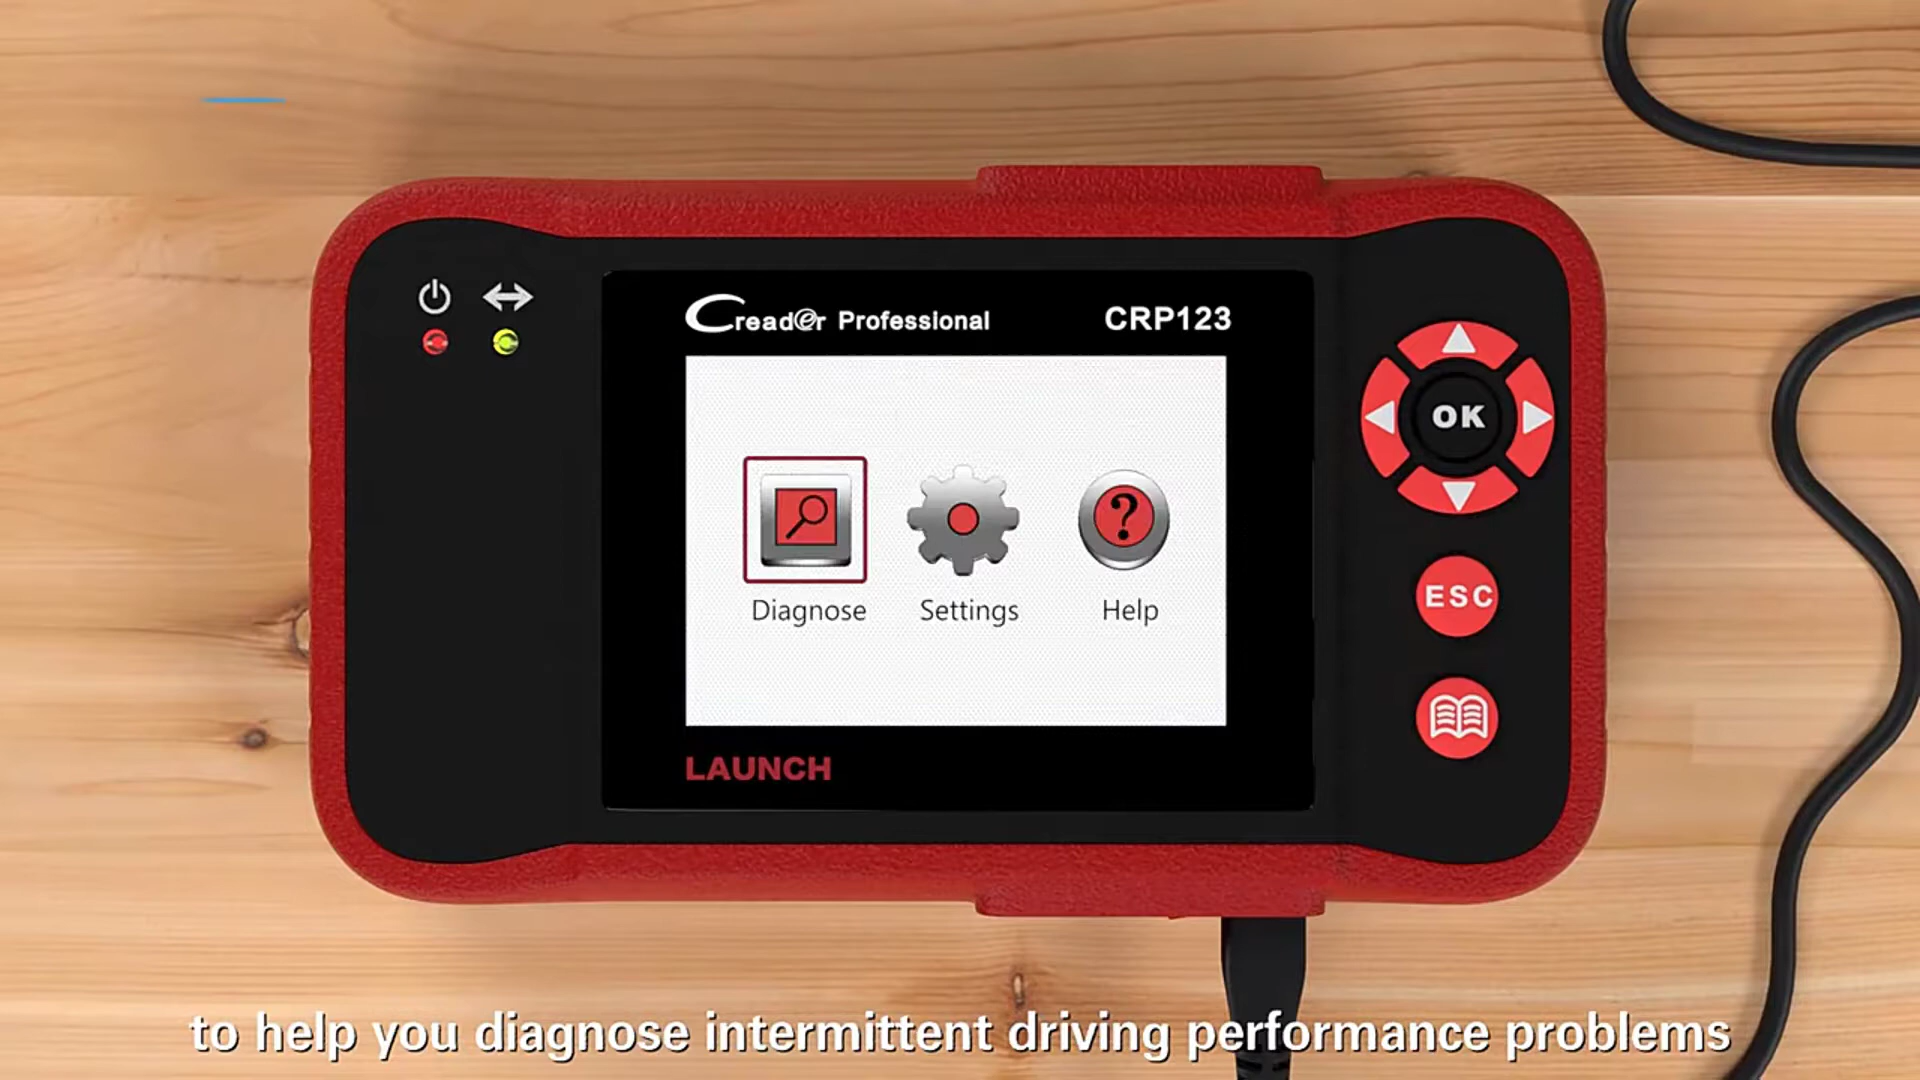 Creader Professional CRP123
Diagnose Settings Help
LAUNCH
OK
ESC
to help you diagnose intermittent driving performance problems